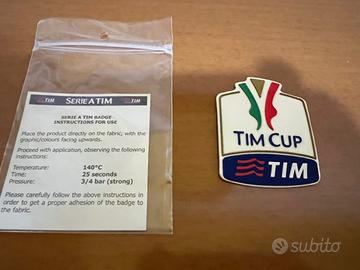 TIM SERIE A TIM TIM
SERIE A TIM BADGE
INSTRUCTIONS FOR USE
Place the product directly on the fabric, with the
graphic/colours facing upwards.
Proceed with application, observing the following
instructions:
Temperature: 140°C
Time: 25 seconds
Pressure: 3/4 bar (strong)
Please carefully follow the above instructions in
order to get a proper adhesion of the badge to
the fabric.
TIM CUP
TIM
subito